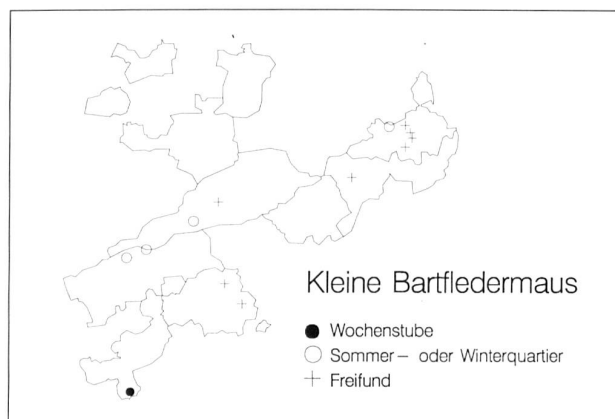 Kleine Bartfledermaus
Wochenstube
Sommer- oder Winterquartier
Freifund